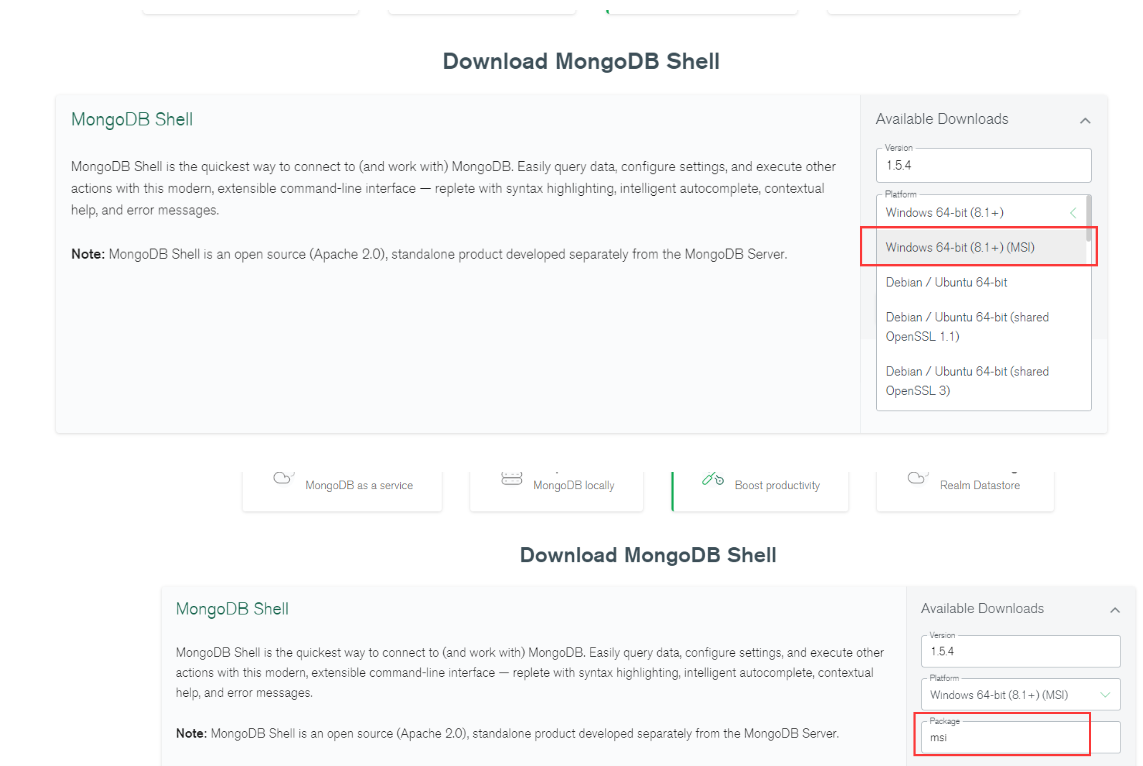 Download MongoDB Shell
MongoDB Shell
MongoDB Shell is the quickest way to connect to (and work with) MongoDB. Easily query data, configure settings, and execute other
actions with this modern, extensible command-line interface — replete with syntax highlighting, intelligent autocomplete, contextual
help, and error messages.
Note: MongoDB Shell is an open source (Apache 2.0), standalone product developed separately from the MongoDB Server.
Available Downloads
Version
1.5.4
Platform
Windows 64-bit (8.1+)
Windows 64-bit (8.1+) (MSI)
Debian / Ubuntu 64-bit
Debian / Ubuntu 64-bit (shared
OpenSSL 1.1)
Debian / Ubuntu 64-bit (shared
OpenSSL 3)
MongoDB as a service
MongoDB locally
Boost productivity
Realm Datastore
Download MongoDB Shell
MongoDB Shell
MongoDB Shell is the quickest way to connect to (and work with) MongoDB. Easily query data, configure settings, and execute other
actions with this modern, extensible command-line interface — replete with syntax highlighting, intelligent autocomplete, contextual
help, and error messages.
Note: MongoDB Shell is an open source (Apache 2.0), standalone product developed separately from the MongoDB Server.
Available Downloads
Version
1.5.4
Platform
Windows 64-bit (8.1+) (MSI)
Package
msi